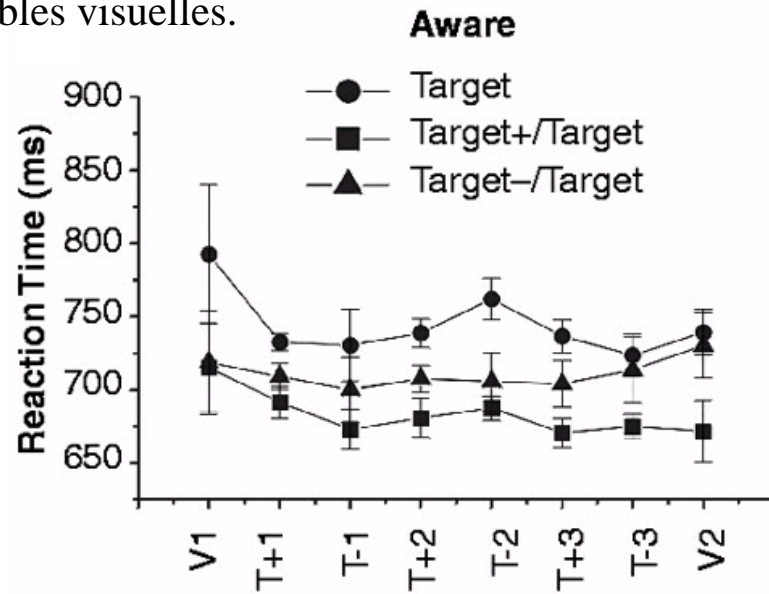 bles visuelles.
Aware
Target
Target+/Target
Target–/Target
Reaction Time (ms)
900
850
800
750
700
650
V1
T+1
T-1
T+2
T-2
T+3
T-3
V2